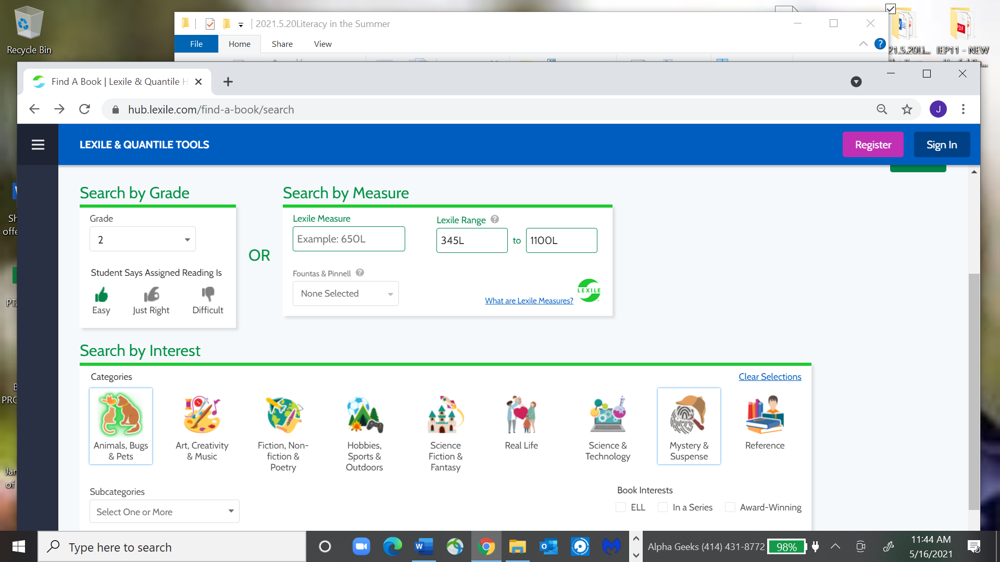 Recycle Bin
2021.5.20Literacy in the Summer
File Home Share View
21.5.20Li... IEP11 - NEW
Find A Book | Lexile & Quantile H
hub.lexile.com/find-a-book/search
J
LEXILE & QUANTILE TOOLS
Register Sign In
Search by Grade
Grade
2
Student Says Assigned Reading Is
Easy Just Right Difficult
OR
Search by Measure
Lexile Measure
Example: 650L
Lexile Range
345L to 1100L
Fountas & Pinnell
None Selected
What are Lexile Measures?
LEXILE
Search by Interest
Categories
Clear Selections
Animals, Bugs
& Pets
Art, Creativity
& Music
Fiction, Non-
fiction &
Poetry
Hobbies,
Sports &
Outdoors
Science
Fiction &
Fantasy
Real Life
Science &
Technology
Mystery &
Suspense
Reference
Subcategories
Select One or More
Book Interests
ELL In a Series Award-Winning
Sh
offe
PT
PRO
Jar
of
Type here to search
Alpha Geeks (414) 431-8772 98%
11:44 AM
5/16/2021